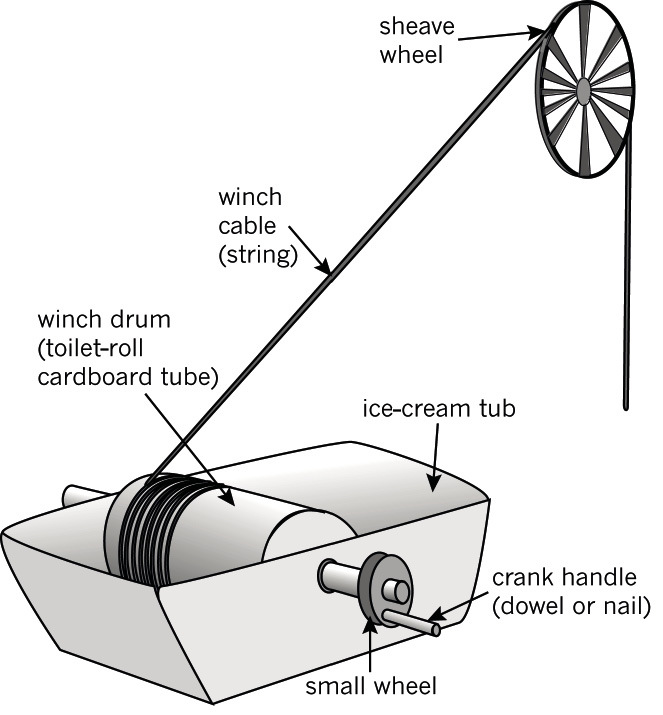 sheave
wheel
winch
cable
(string)
winch drum
(toilet-roll
cardboard tube)
ice-cream tub
crank handle
(dowel or nail)
small wheel